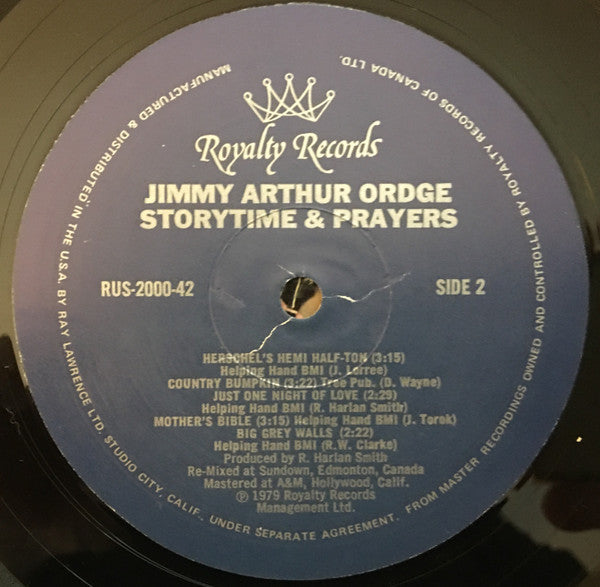 Royalty Records
JIMMY ARTHUR ORDGE
STORYTIME & PRAYERS
RUS-2000-42
SIDE 2
HERSCHEL'S HEMI HALF-TON (3:15)
Helping Hand BMI (J. Lorree)
COUNTRY BUMPKIN (3:22) Tree Pub. (D. Wayne)
JUST ONE NIGHT OF LOVE (2:29)
Helping Hand BMI (R. Harlan Smith)
MOTHER'S BIBLE (3:15) Helping Hand BMI (J. Torok)
BIG GREY WALLS (2:22)
Helping Hand BMI (R.W. Clarke)
Produced by R. Harlan Smith
Re-Mixed at Sundown, Edmonton, Canada
Mastered at A&M, Hollywood, Calif.
Ⓟ 1979 Royalty Records
Management Ltd.
MANUFACTURED & DISTRIBUTED IN THE U.S.A. BY RAY LAWRENCE LTD. STUDIO CITY, CALIF. UNDER SEPARATE AGREEMENT. FROM MASTER RECORDINGS OWNED AND CONTROLLED BY ROYALTY RECORDS OF CANADA LTD.